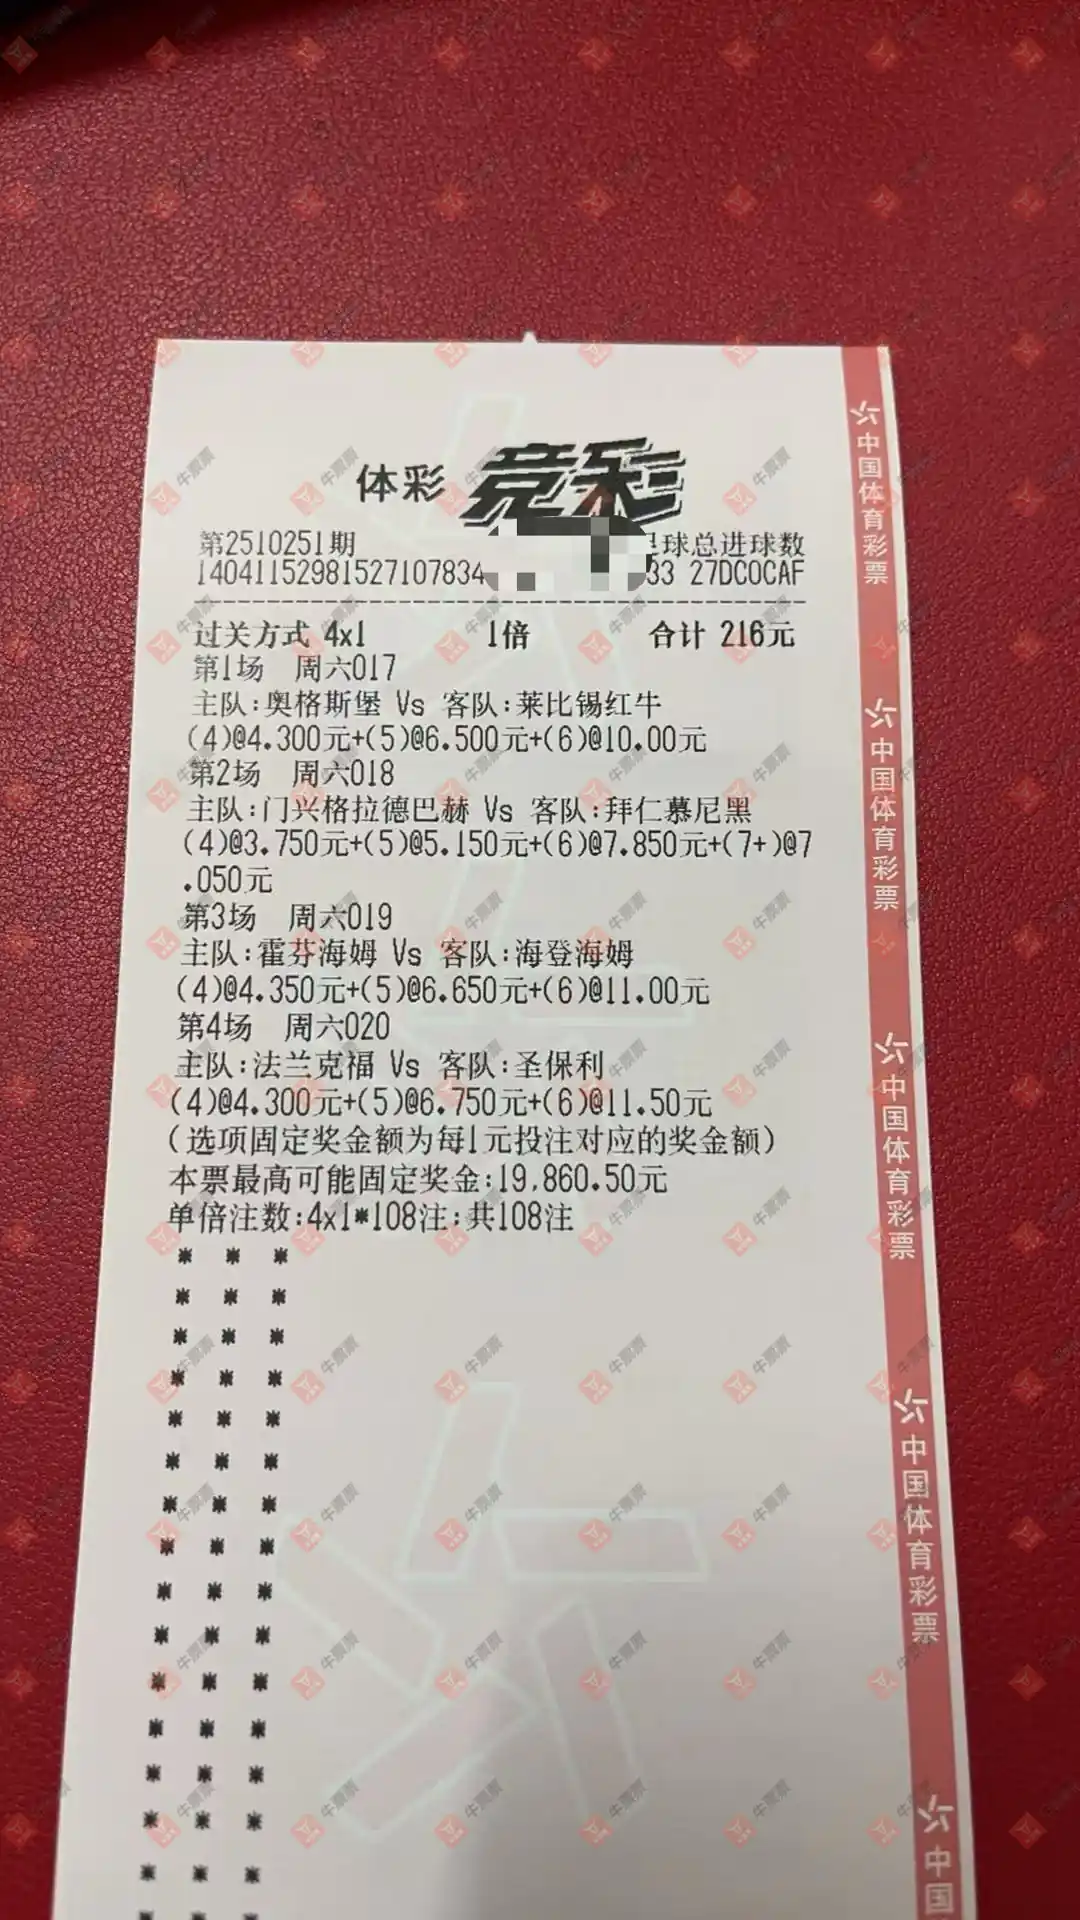 体彩 竞彩
第2510251期 球总进球数
14041152981527107834 33 27DC0CAF
过关方式 4x1 1倍 合计 216元
第1场 周六017
主队:奥格斯堡 Vs 客队:莱比锡红牛
(4)@4.300元+(5)@6.500元+(6)@10.00元
第2场 周六018
主队:门兴格拉德巴赫 Vs 客队:拜仁慕尼黑
(4)@3.750元+(5)@5.150元+(6)@7.850元+(7+)@7
.050元
第3场 周六019
主队:霍芬海姆 Vs 客队:海登海姆
(4)@4.350元+(5)@6.650元+(6)@11.00元
第4场 周六020
主队:法兰克福 Vs 客队:圣保利
(4)@4.300元+(5)@6.750元+(6)@11.50元
(选项固定奖金额为每1元投注对应的奖金额)
本票最高可能固定奖金:19,860.50元
单倍注数:4x1*108注;共108注
中国体育彩票
中国体育彩票
中国体育彩票
中国体育彩票
中国
牛票票